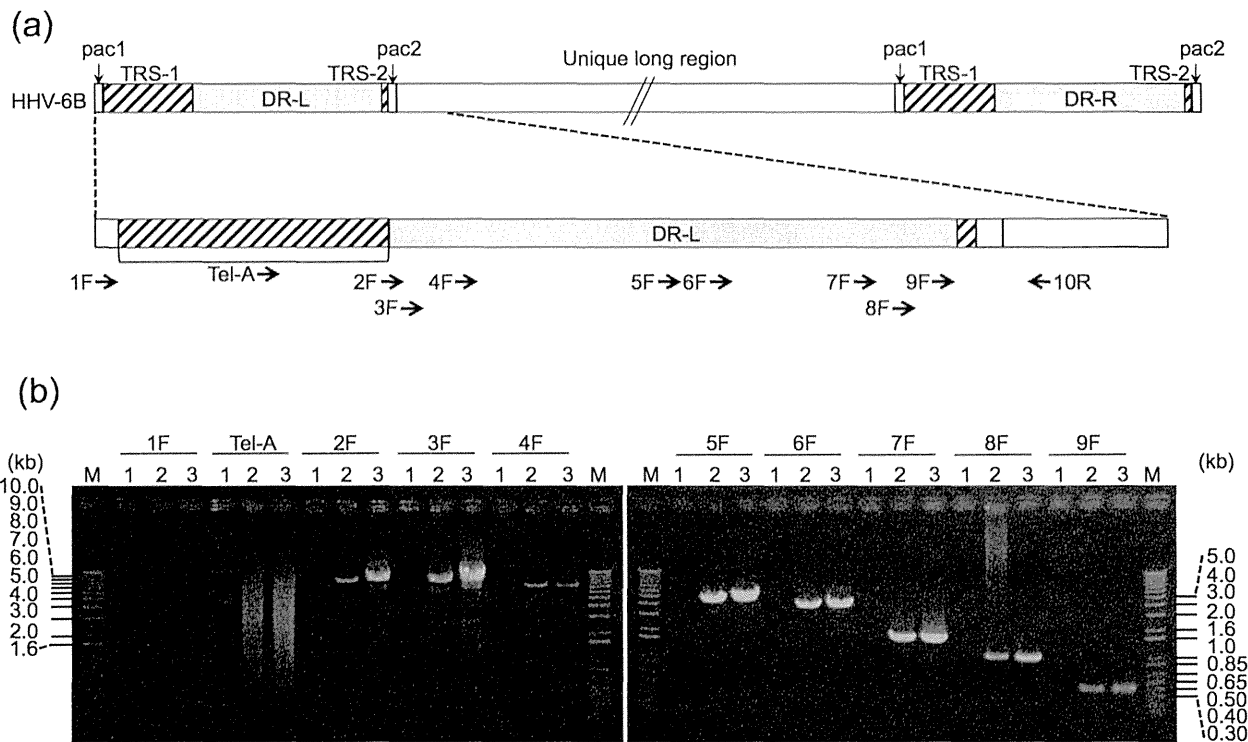 (a)
pac1 pac2 Unique long region pac1 pac2
TRS-1 TRS-2 TRS-1 TRS-2
HHV-6B DR-L DR-R
DR-L
1F Tel-A 2F 4F 5F 6F 7F 9F 10R
3F 8F
(b)
1F Tel-A 2F 3F 4F 5F 6F 7F 8F 9F
(kb) M 1 2 3 1 2 3 1 2 3 1 2 3 1 2 3 M M 1 2 3 1 2 3 1 2 3 1 2 3 1 2 3 M (kb)
10.0
9.0
8.0
7.0
6.0
5.0
4.0
3.0
2.0
1.6
5.0
4.0
3.0
2.0
1.6
1.0
0.85
0.65
0.50
0.40
0.30